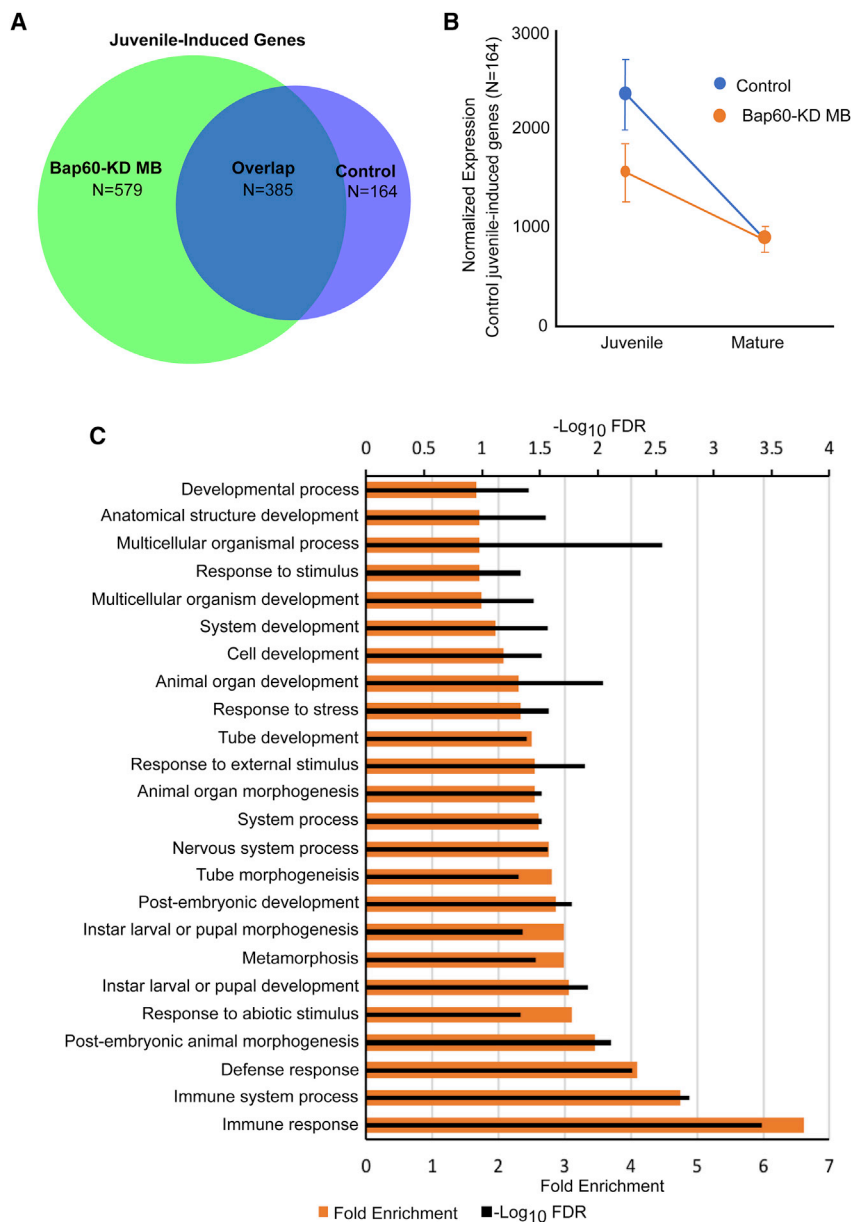 A
Juvenile-Induced Genes
Bap60-KD MB
N=579
Overlap
N=385
Control
N=164
B
Normalized Expression
Control juvenile-induced genes (N=164)
3000
2000
1000
0
Control
Bap60-KD MB
Juvenile
Mature
C
-Log10 FDR
0 0.5 1 1.5 2 2.5 3 3.5 4
Developmental process
Anatomical structure development
Multicellular organismal process
Response to stimulus
Multicellular organism development
System development
Cell development
Animal organ development
Response to stress
Tube development
Response to external stimulus
Animal organ morphogenesis
System process
Nervous system process
Tube morphogeneisis
Post-embryonic development
Instar larval or pupal morphogenesis
Metamorphosis
Instar larval or pupal development
Response to abiotic stimulus
Post-embryonic animal morphogenesis
Defense response
Immune system process
Immune response
0 1 2 3 4 5 6 7
Fold Enrichment
Fold Enrichment
-Log10 FDR